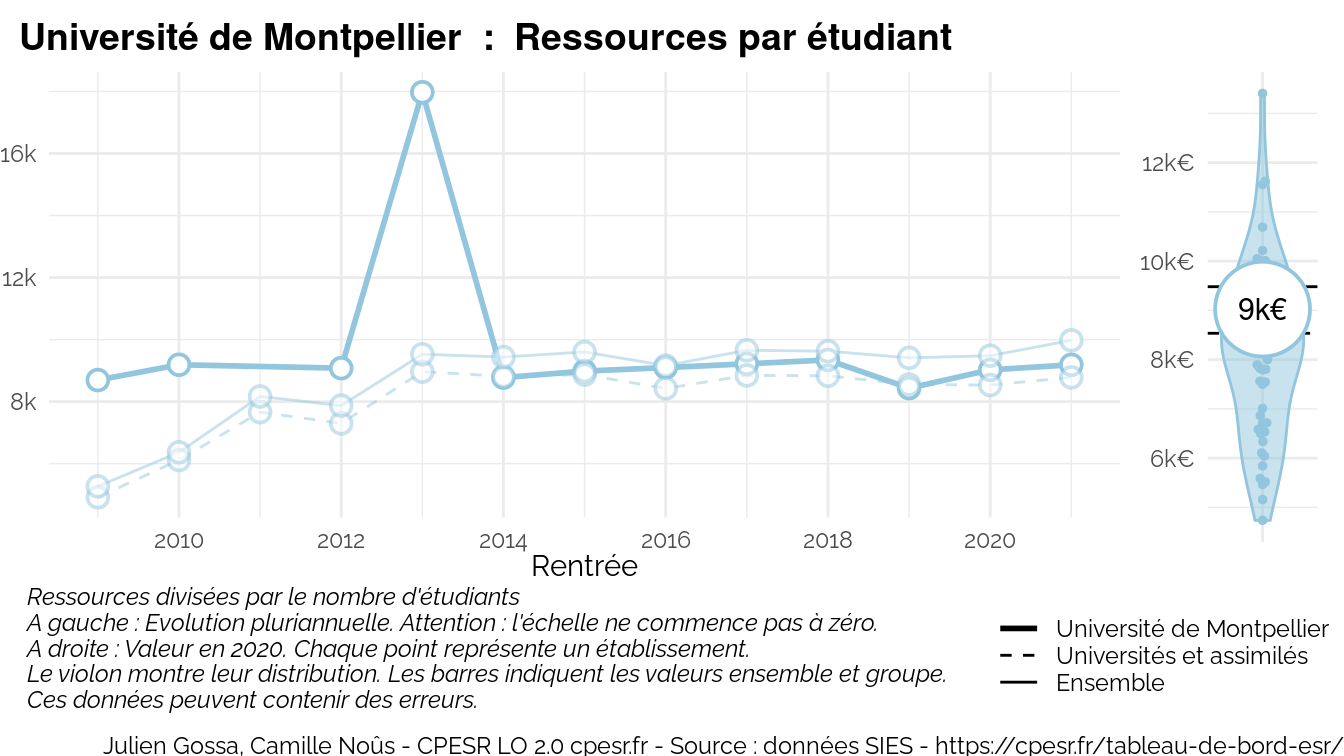 Université de Montpellier : Ressources par étudiant
16k
12k
8k
2010 2012 2014 2016 2018 2020
Rentrée
12k€
10k€
9k€
8k€
6k€
Ressources divisées par le nombre d'étudiants
A gauche : Evolution pluriannuelle. Attention : l'échelle ne commence pas à zéro.
A droite : Valeur en 2020. Chaque point représente un établissement.
Le violon montre leur distribution. Les barres indiquent les valeurs ensemble et groupe.
Ces données peuvent contenir des erreurs.
Université de Montpellier
Universités et assimilés
Ensemble
Julien Gossa, Camille Noûs - CPESR LO 2.0 cpesr.fr - Source : données SIES - https://cpesr.fr/tableau-de-bord-esr/